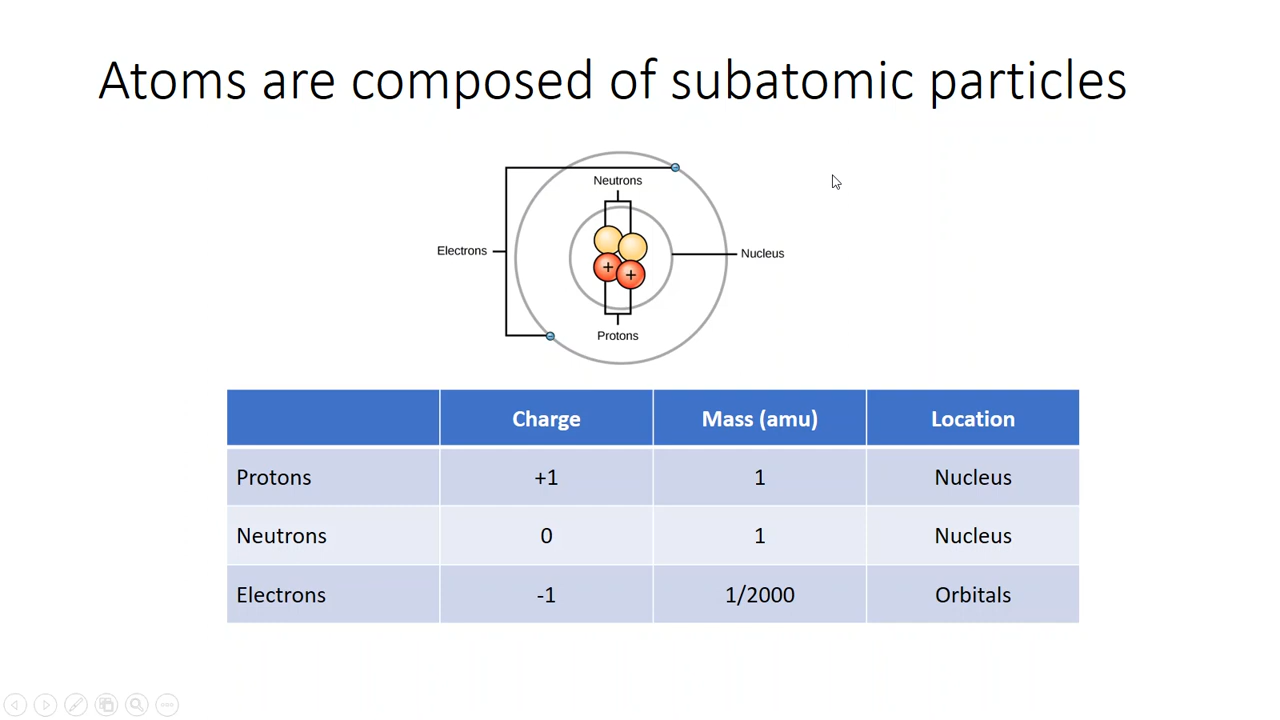 Atoms are composed of subatomic particles
Neutrons
Electrons
Nucleus
+ +
Protons
Charge Mass (amu) Location
Protons +1 1 Nucleus
Neutrons 0 1 Nucleus
Electrons -1 1/2000 Orbitals